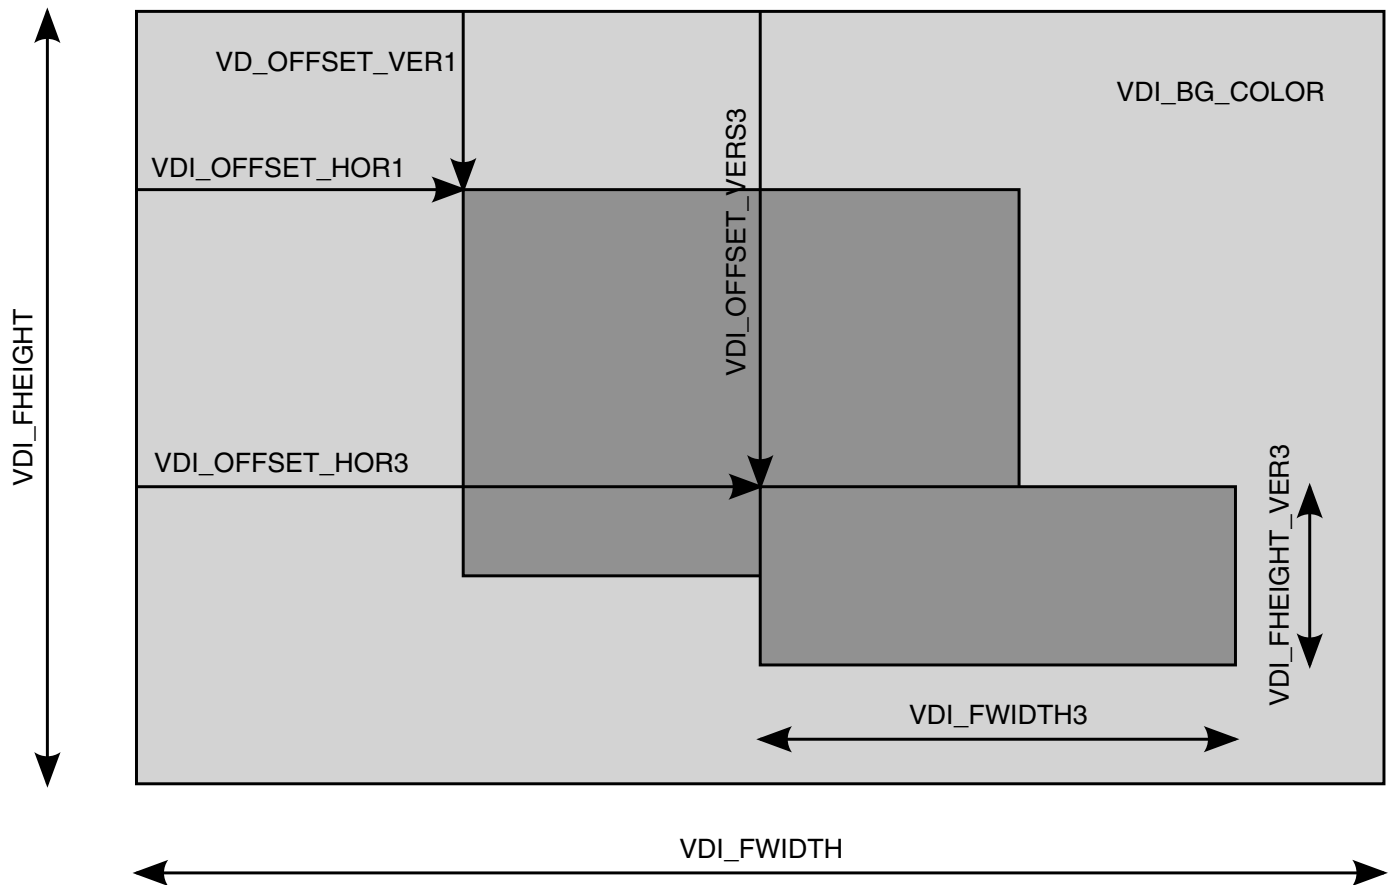 VD_OFFSET_VER1
VDI_BG_COLOR
VDI_OFFSET_HOR1
VDI_OFFSET_VERS3
VDI_FHEIGHT
VDI_OFFSET_HOR3
VDI_FHEIGHT_VER3
VDI_FWIDTH3
VDI_FWIDTH